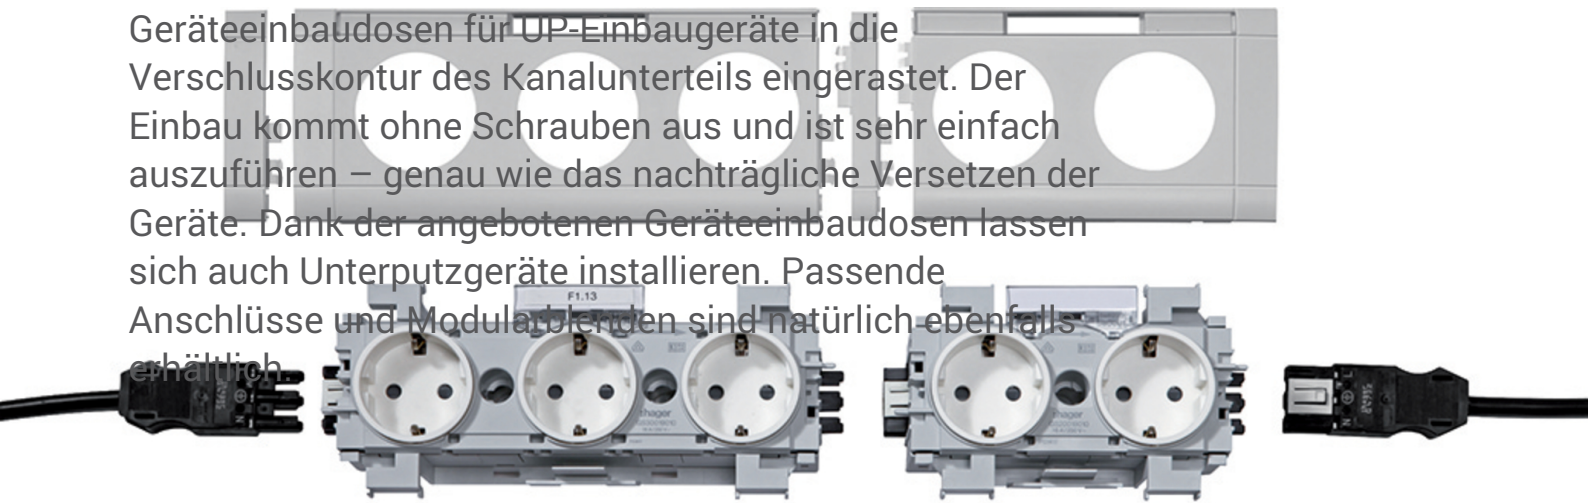 Geräteeinbaudosen für UP-Einbaugeräte in die
Verschlusskontur des Kanalunterteils eingerastet. Der
Einbau kommt ohne Schrauben aus und ist sehr einfach
auszuführen – genau wie das nachträgliche Versetzen der
Geräte. Dank der angebotenen Geräteeinbaudosen lassen
sich auch Unterputzgeräte installieren. Passende
F1.13
Anschlüsse und Modularblenden sind natürlich ebenfalls
erhältlich.
hager
hager